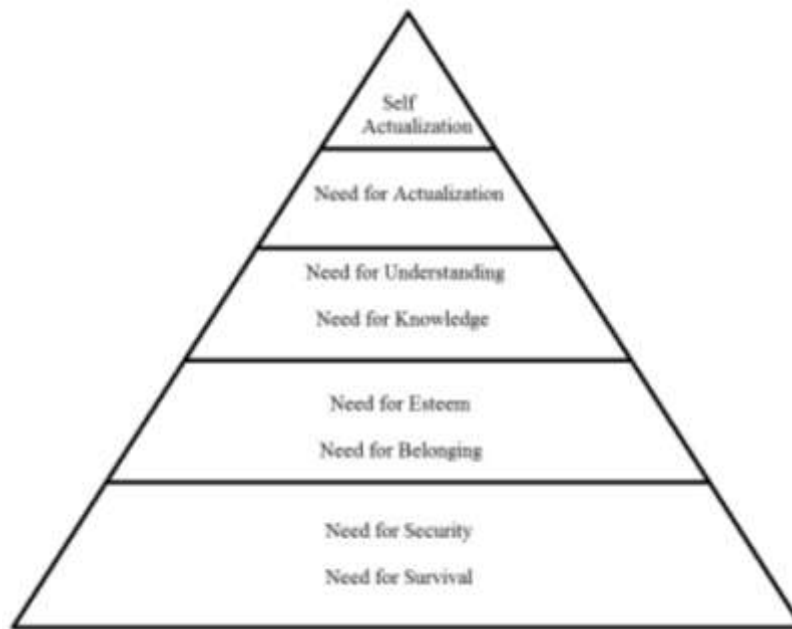 Self
Actualization
Need for Actualization
Need for Understanding
Need for Knowledge
Need for Esteem
Need for Belonging
Need for Security
Need for Survival